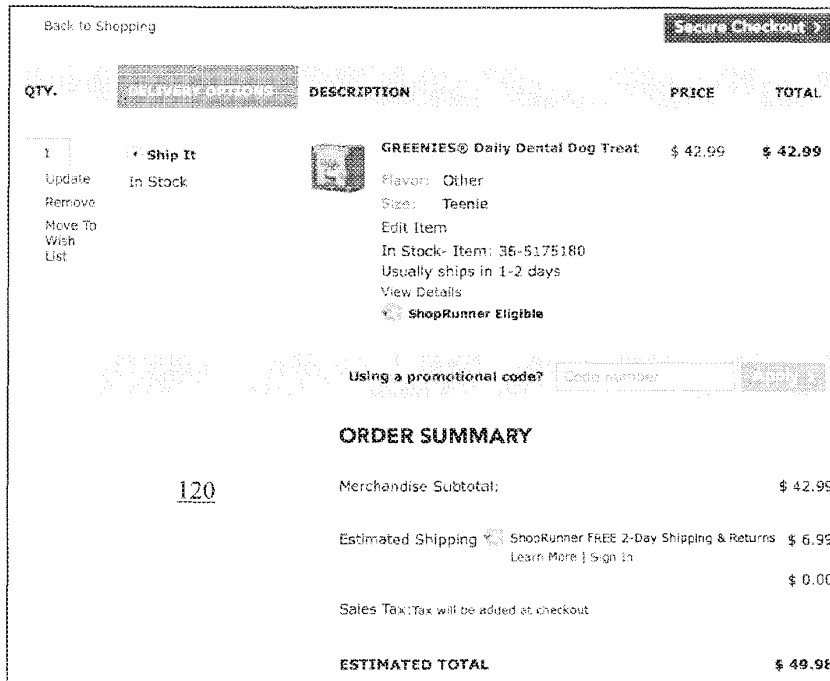 Back to Shopping
Secure Checkout >
QTY.
DELIVERY OPTIONS
DESCRIPTION
PRICE
TOTAL
1
Update
Remove
Move To
Wish
List
Ship It
In Stock
GREENIES® Daily Dental Dog Treat
$ 42.99
$ 42.99
Flavor: Other
Size: Teenie
Edit Item
In Stock- Item: 36-5175180
Usually ships in 1-2 days
View Details
ShopRunner Eligible
Using a promotional code?
Code number
Apply >
ORDER SUMMARY
120
Merchandise Subtotal: $ 42.99
Estimated Shipping ShopRunner FREE 2-Day Shipping & Returns $ 6.99
Learn More | Sign In
$ 0.00
Sales Tax: Tax will be added at checkout
ESTIMATED TOTAL $ 49.98